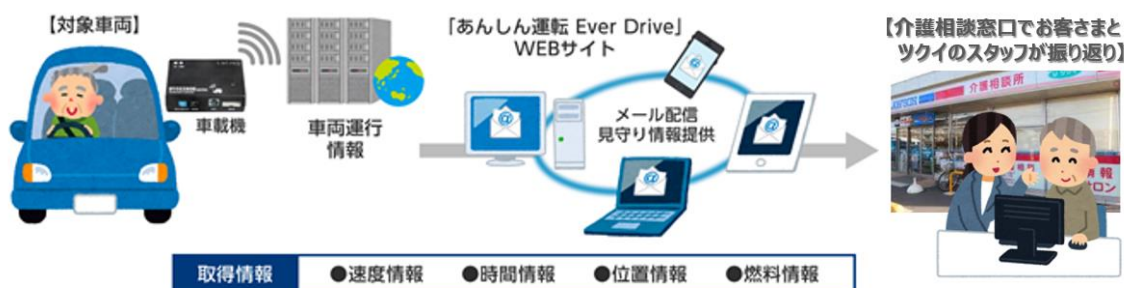 【対象車両】
車載機
車両運行
情報
「あんしん運転 Ever Drive」
WEBサイト
メール配信
見守り情報提供
【介護相談窓口でお客さまと
ツクイのスタッフが振り返り】
介護相談所
情報
ロン
取得情報 ●速度情報 ●時間情報 ●位置情報 ●燃料情報